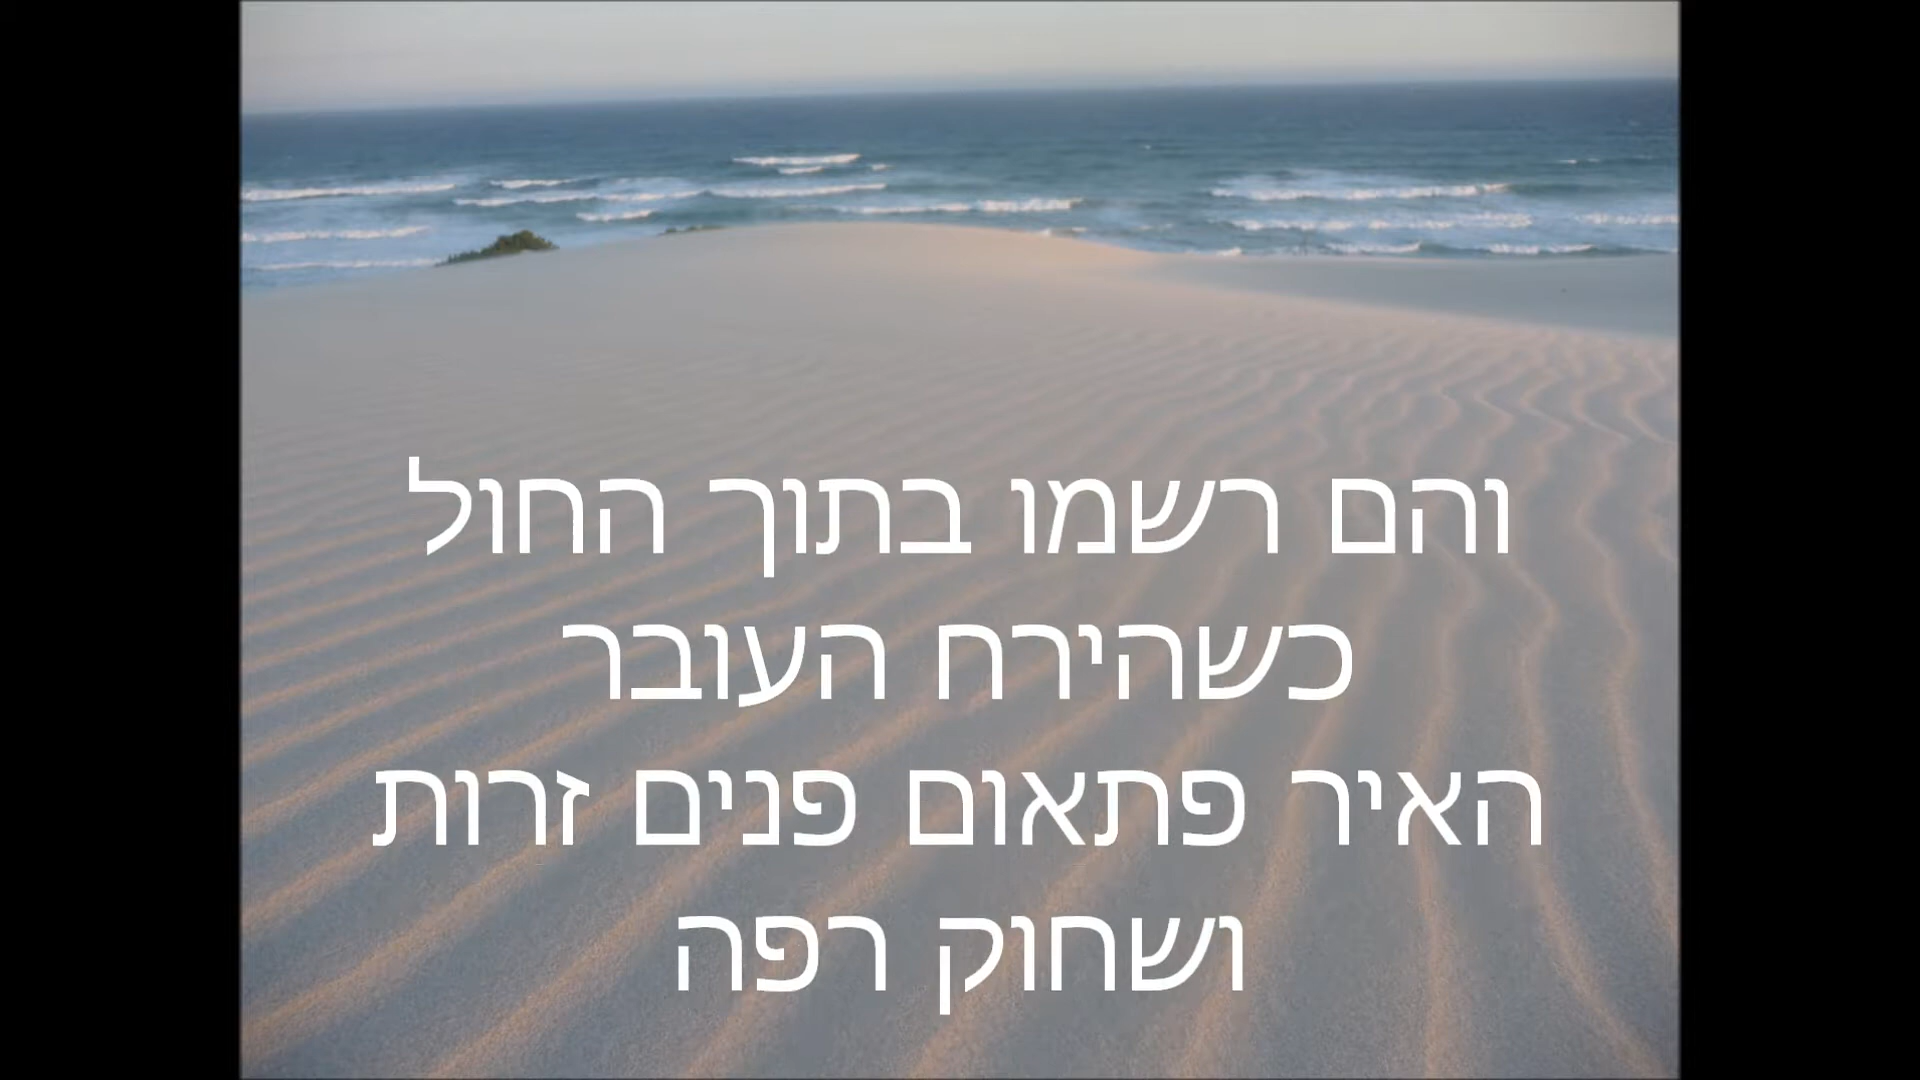 והם רשמו בתוך החול
כשהירח העובר
האיר פתאום פנים זרות
ושחוק רפה